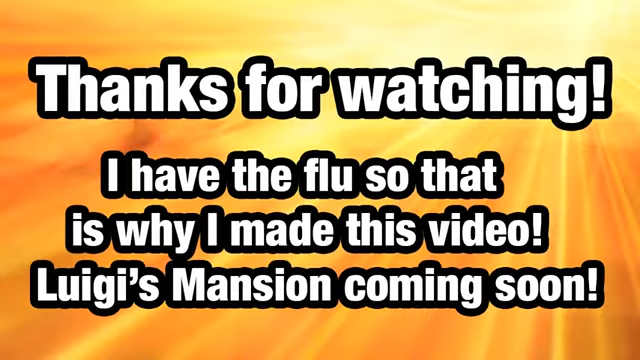 Thanks for watching!
I have the flu so that
is why I made this video!
Luigi’s Mansion coming soon!